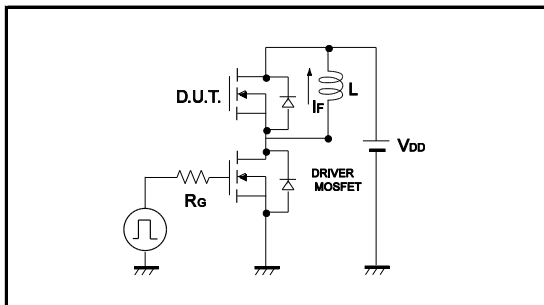 D.U.T.
IF
L
VDD
DRIVER
MOSFET
RG